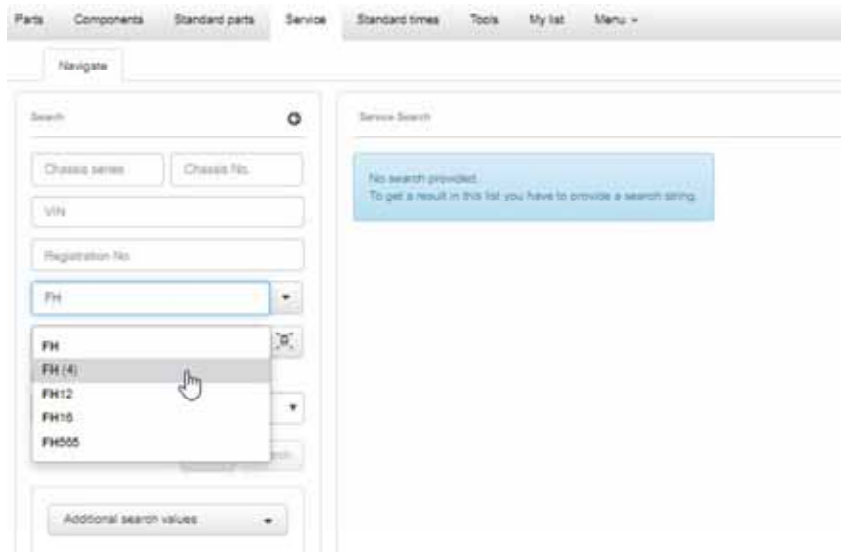 Parts Components Standard parts Service Standard times Tools My list Menu
Navigate
Search
Service Search
Chassis series Chassis No.
No search provided.
To get a result in this list you have to provide a search string.
VIN
Registration No
FH
FH
FH (4)
FH12
FH16
Additional search values